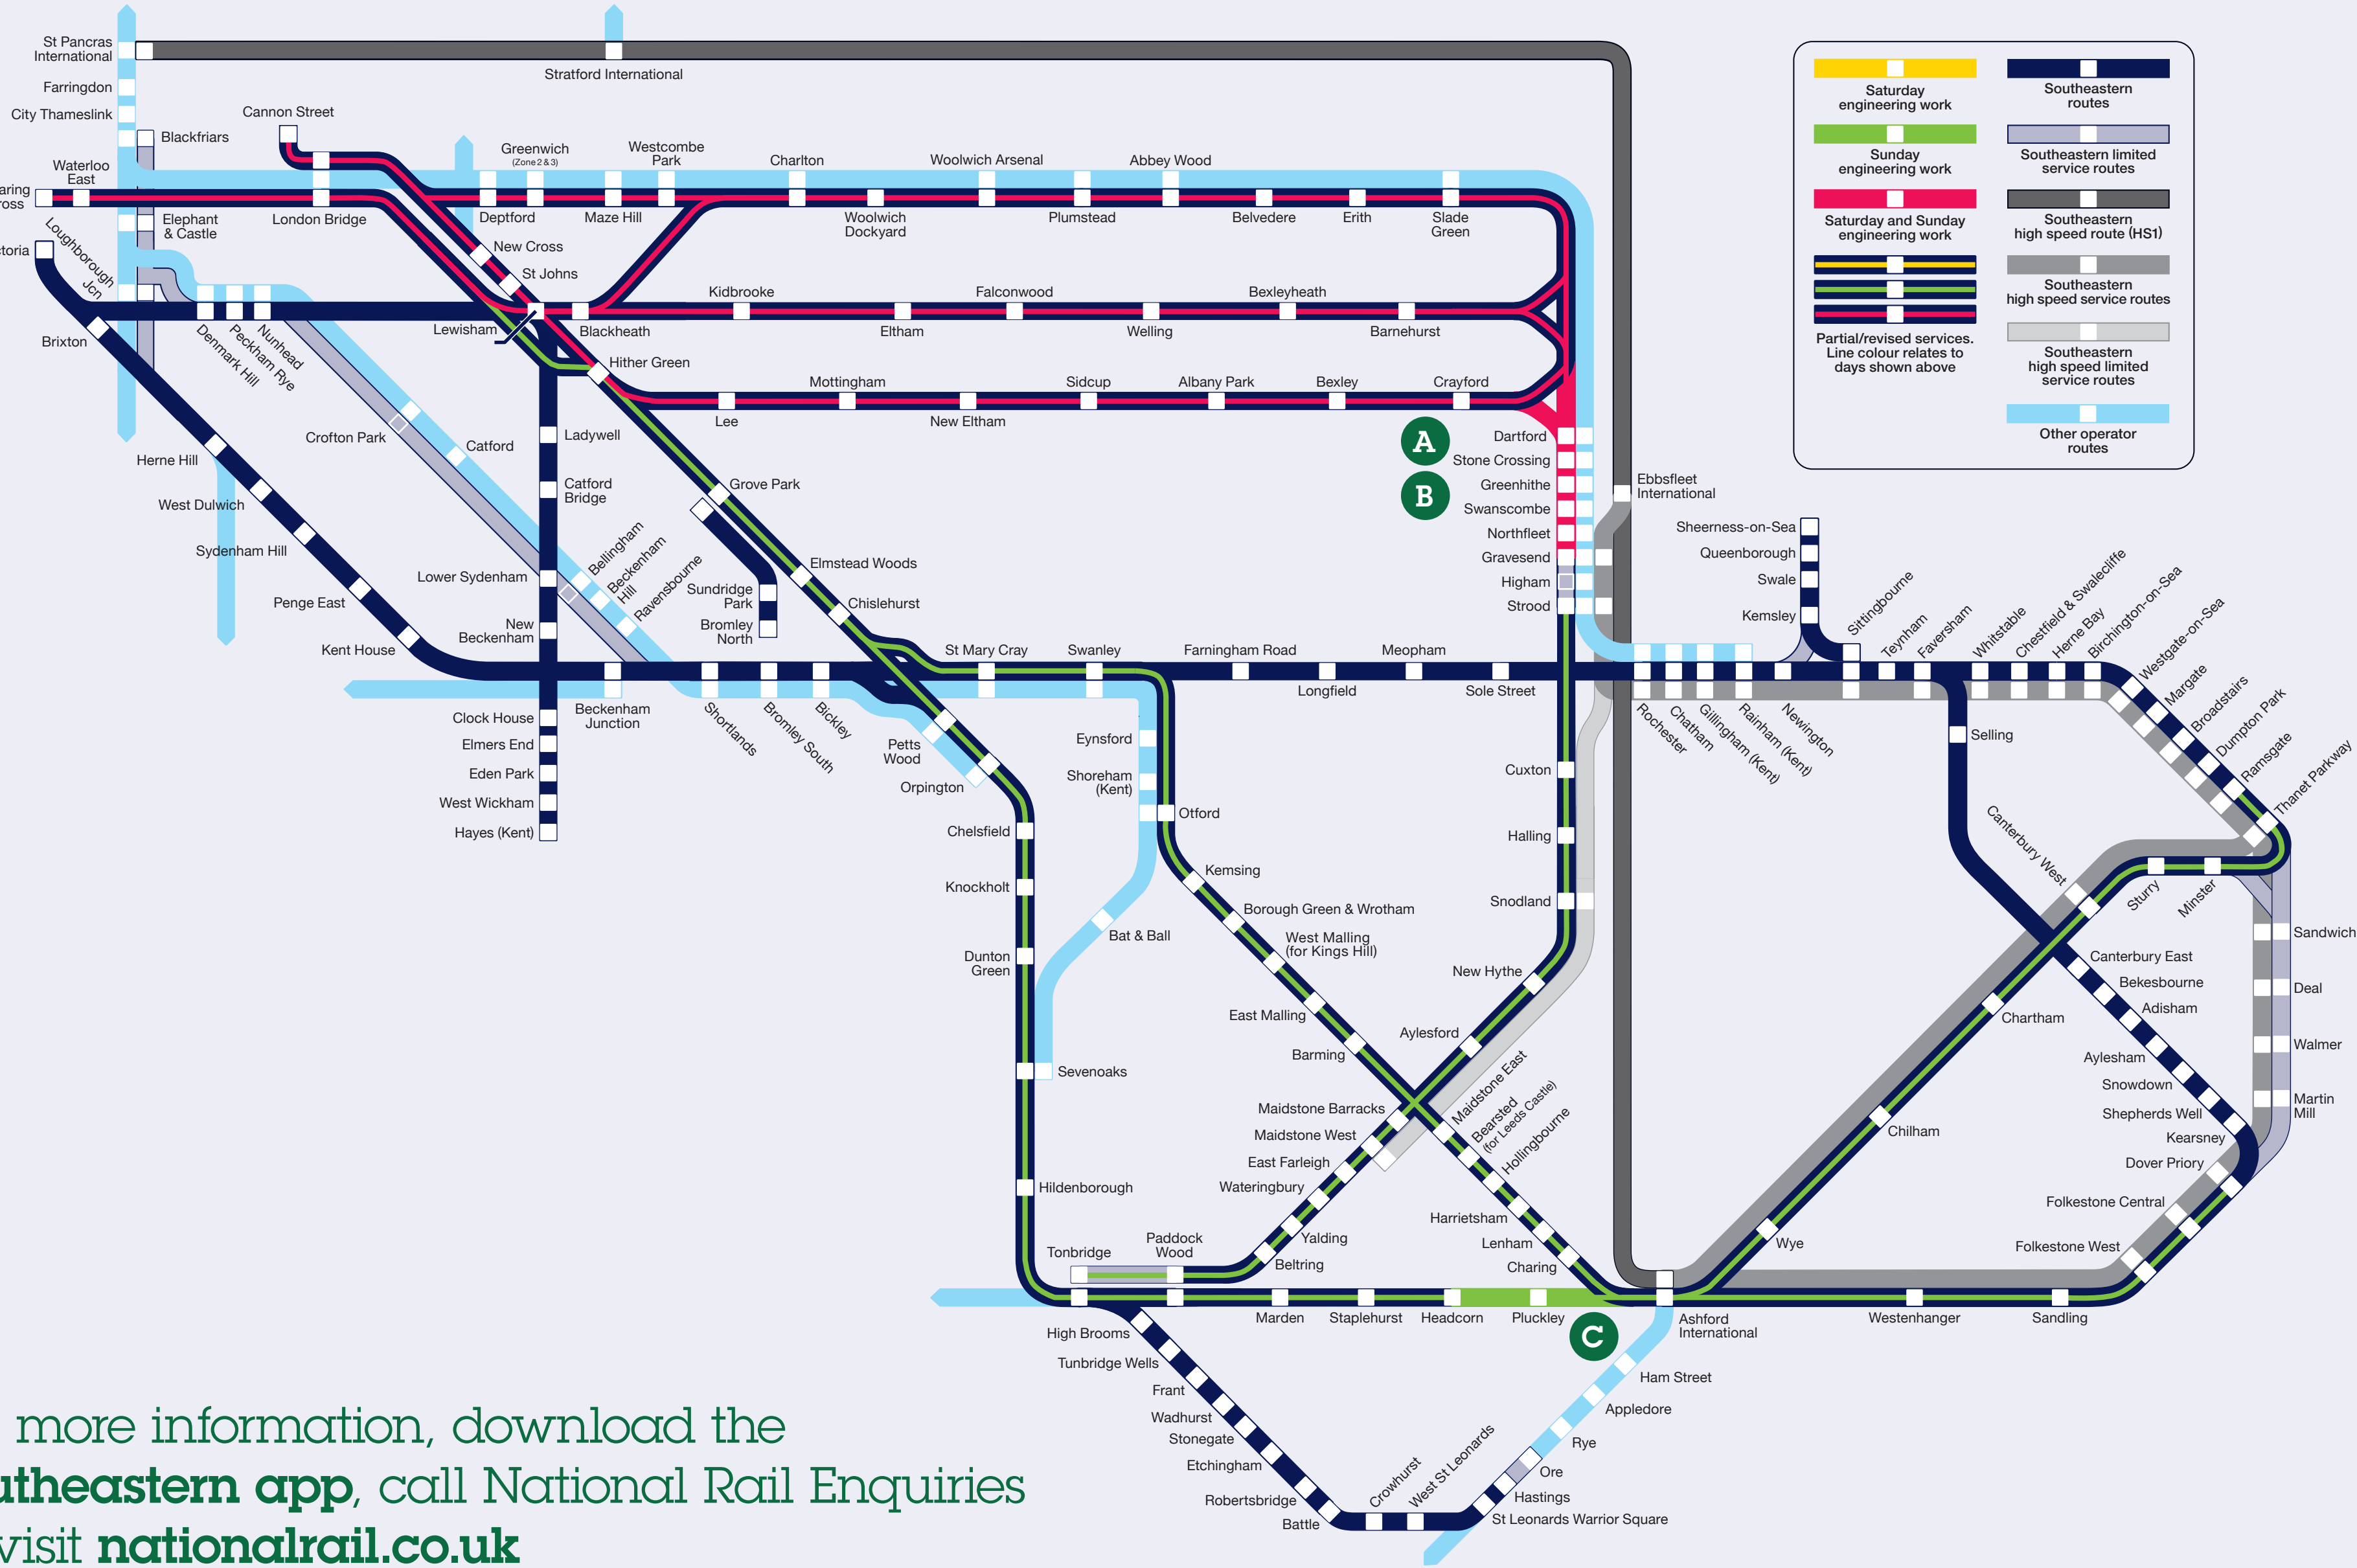 St Pancras
International
Farringdon
City Thameslink
Blackfriars
Waterloo
East
aring
ross
Elephant
& Castle
Loughborough
Jcn
ctoria
Brixton
Stratford International
Cannon Street
London Bridge
Greenwich
(Zone 2 & 3)
Westcombe
Park
Charlton
Woolwich Arsenal
Abbey Wood
Deptford
Maze Hill
Woolwich
Dockyard
Plumstead
Belvedere
Erith
Slade
Green
New Cross
St Johns
Lewisham
Blackheath
Kidbrooke
Eltham
Falconwood
Welling
Bexleyheath
Barnehurst
Hither Green
Lee
Mottingham
New Eltham
Sidcup
Albany Park
Bexley
Crayford
Denmark Hill
Peckham Rye
Nunhead
Crofton Park
Catford
Herne Hill
West Dulwich
Sydenham Hill
Penge East
Kent House
Ladywell
Catford
Bridge
Lower Sydenham
New
Beckenham
Bellingham
Beckenham
Hill
Ravensbourne
Clock House
Elmers End
Eden Park
West Wickham
Hayes (Kent)
Grove Park
Sundridge
Park
Bromley
North
Elmstead Woods
Chislehurst
Beckenham
Junction
Shortlands
Bromley South
Bickley
Petts
Wood
Orpington
St Mary Cray
Swanley
Farningham Road
Longfield
Meopham
Sole Street
A
B
Dartford
Stone Crossing
Greenhithe
Swanscombe
Northfleet
Gravesend
Higham
Strood
Ebbsfleet
International
Sheerness-on-Sea
Queenborough
Swale
Kemsley
Sittingbourne
Teynham
Faversham
Whitstable
Chestfield & Swalecliffe
Herne Bay
Birchington-on-Sea
Westgate-on-Sea
Margate
Broadstairs
Dumpton Park
Ramsgate
Thanet Parkway
Rochester
Chatham
Gillingham (Kent)
Rainham (Kent)
Newington
Selling
Eynsford
Shoreham
(Kent)
Otford
Kemsing
Borough Green & Wrotham
West Malling
(for Kings Hill)
East Malling
Barming
Bat & Ball
Chelsfield
Knockholt
Dunton
Green
Sevenoaks
Hildenborough
Cuxton
Halling
Snodland
New Hythe
Aylesford
Maidstone East
Bearsted
(for Leeds Castle)
Hollingbourne
Maidstone Barracks
Maidstone West
East Farleigh
Wateringbury
Yalding
Beltring
Harrietsham
Lenham
Charing
Tonbridge
Paddock
Wood
Marden
Staplehurst
Headcorn
Pluckley
C
Ashford
International
Westenhanger
Sandling
Wye
Chilham
Chartham
Canterbury West
Sturry
Minster
Canterbury East
Bekesbourne
Adisham
Aylesham
Snowdown
Shepherds Well
Kearsney
Dover Priory
Folkestone Central
Folkestone West
Sandwich
Deal
Walmer
Martin
Mill
High Brooms
Tunbridge Wells
Frant
Wadhurst
Stonegate
Etchingham
Robertsbridge
Battle
Crowhurst
West St Leonards
St Leonards Warrior Square
Hastings
Ore
Rye
Appledore
Ham Street
Saturday
engineering work
Sunday
engineering work
Saturday and Sunday
engineering work
Partial/revised services.
Line colour relates to
days shown above
Southeastern
routes
Southeastern limited
service routes
Southeastern
high speed route (HS1)
Southeastern
high speed service routes
Southeastern
high speed limited
service routes
Other operator
routes
more information, download the
utheastern app, call National Rail Enquiries
visit nationalrail.co.uk